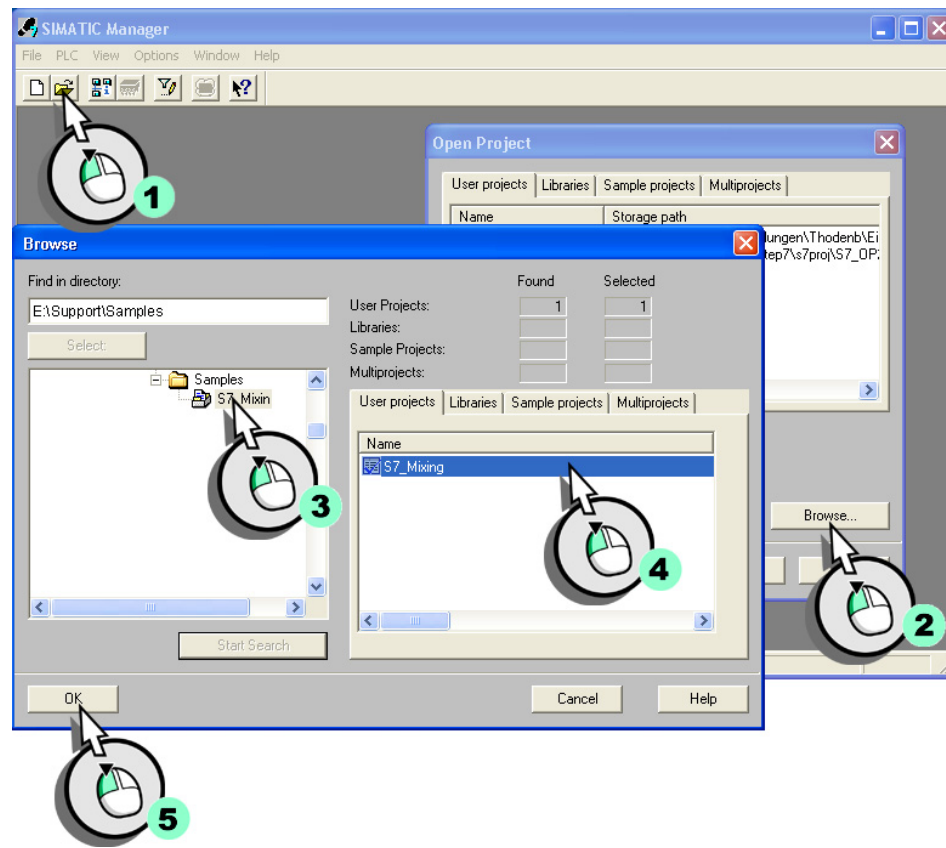 SIMATIC Manager
File PLC View Options Window Help
1
Open Project
User projects Libraries Sample projects Multiprojects
Name Storage path
lungen\Thodenb\Ei
tep7\s7proj\S7_OP
Browse...
2
Browse
Find in directory:
E:\Support\Samples
Select:
Samples
S7_Mixin
3
Start Search
Found Selected
User Projects: 1 1
Libraries:
Sample Projects:
Multiprojects:
User projects Libraries Sample projects Multiprojects
Name
S7_Mixing
4
OK Cancel Help
5